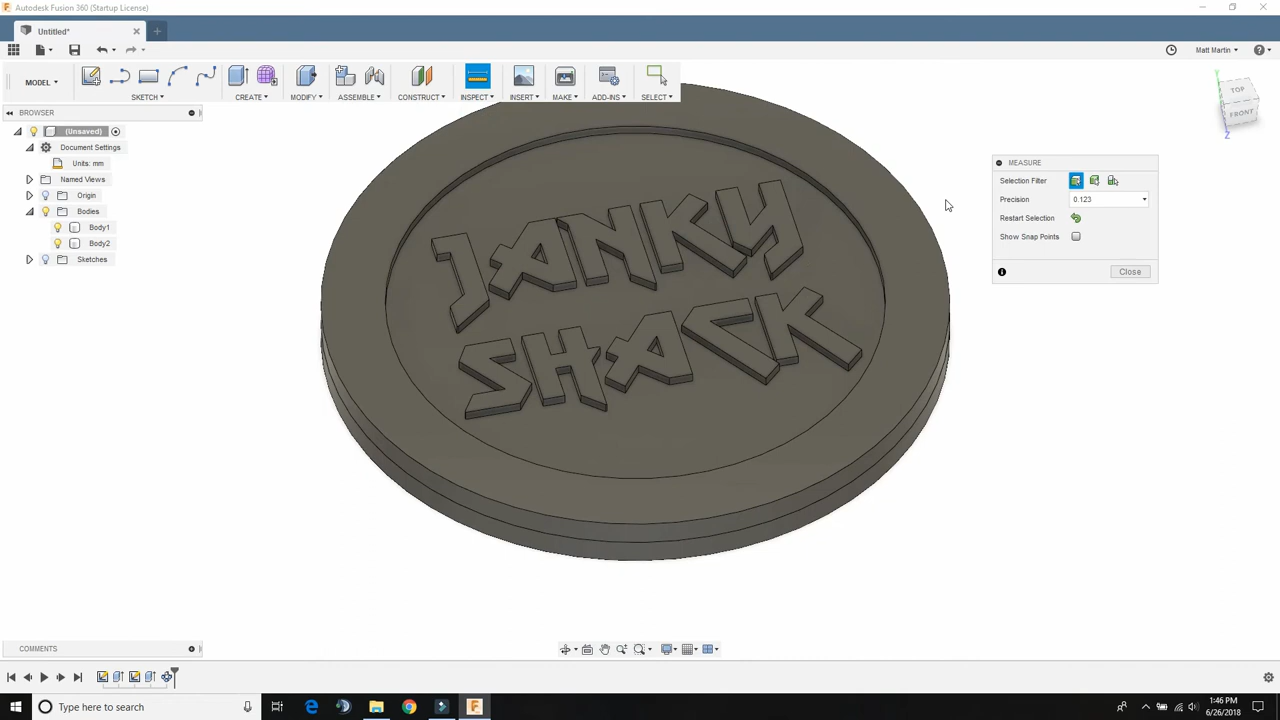 Autodesk Fusion 360 (Startup License)
Untitled*
Matt Martin
MODEL
SKETCH
CREATE
MODIFY
ASSEMBLE
CONSTRUCT
INSPECT
INSERT
MAKE
ADD-INS
SELECT
BROWSER
(Unsaved)
Document Settings
Units: mm
Named Views
Origin
Bodies
Body1
Body2
Sketches
TOP
FRONT
Z
MEASURE
Selection Filter
Precision 0.123
Restart Selection
Show Snap Points
Close
JANKY
SHACK
COMMENTS
Type here to search
1:46 PM
6/26/2018